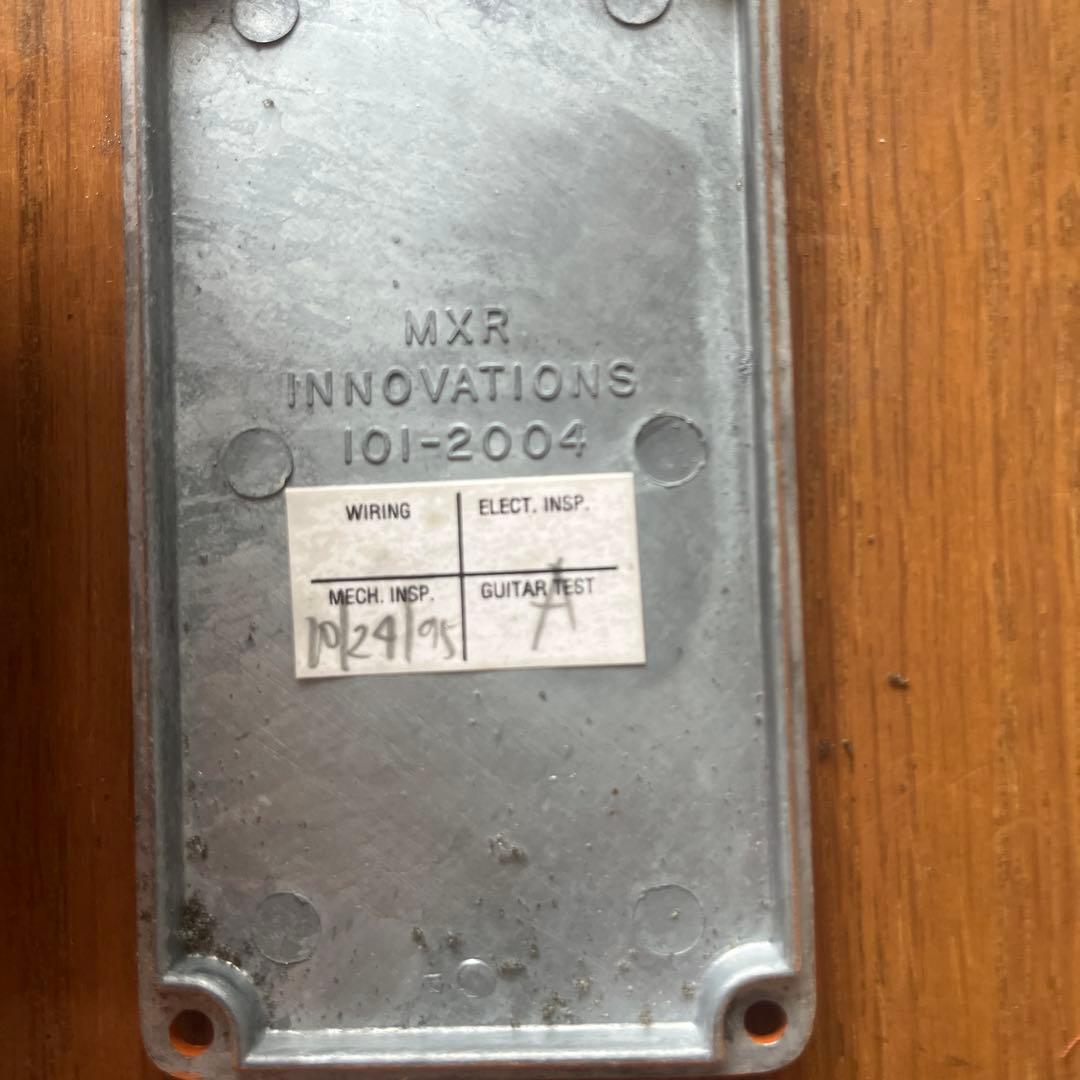 MXR
INNOVATIONS
101-2004
WIRING
ELECT. INSP.
MECH. INSP.
10/24/95
GUITAR TEST
A